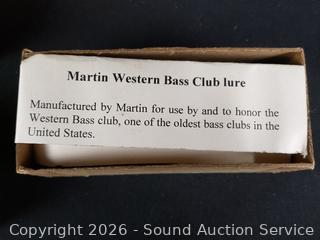 Martin Western Bass Club lure
Manufactured by Martin for use by and to honor the
Western Bass club, one of the oldest bass clubs in the
United States.
Copyright 2026 - Sound Auction Service